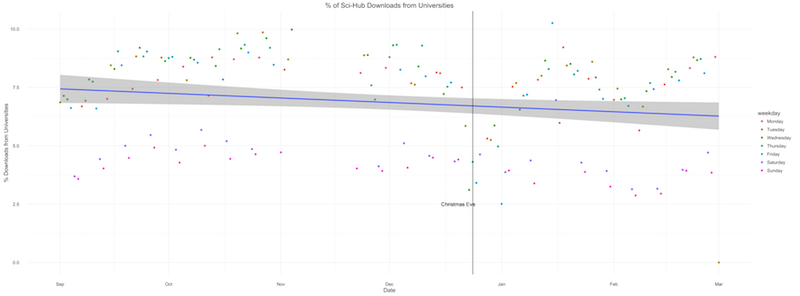 % of Sci-Hub Downloads from Universities
% Downloads from Universities
10.0
7.5
5.0
2.5
0.0
Christmas Eve
Sep
Oct
Nov
Dec
Jan
Feb
Mar
Date
weekday
Monday
Tuesday
Wednesday
Thursday
Friday
Saturday
Sunday